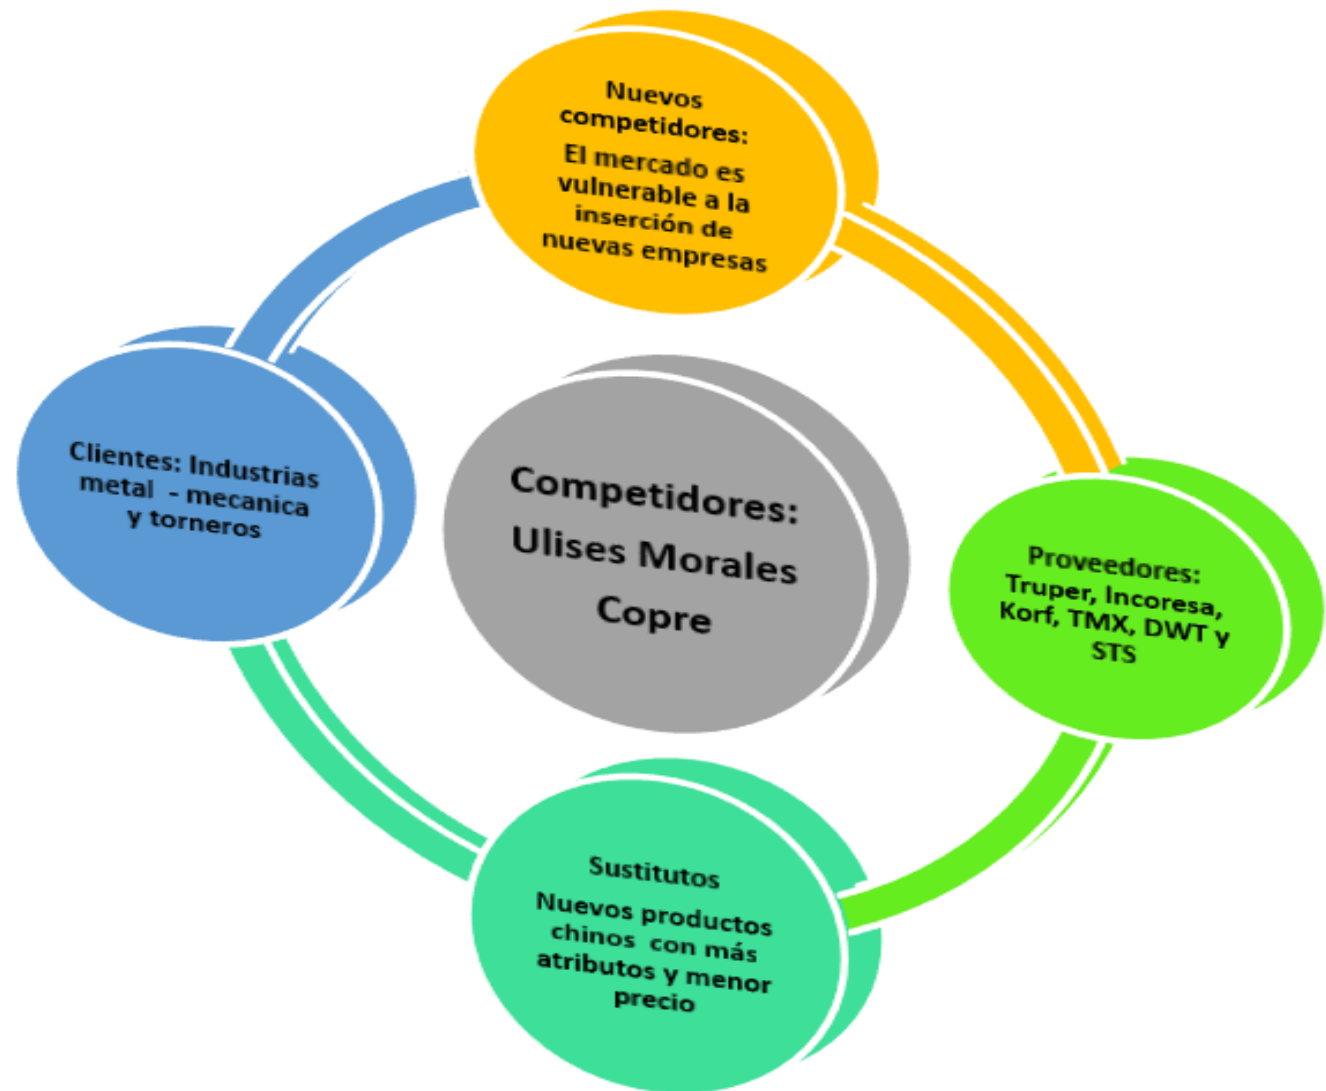 Nuevos
competidores:
El mercado es
vulnerable a la
inserción de
nuevas empresas
Clientes: Industrias
metal - mecanica
y torneros
Competidores:
Ulises Morales
Copre
Proveedores:
Truper, Incoresa,
Korf, TMX, DWT y
STS
Sustitutos
Nuevos productos
chinos con más
atributos y menor
precio